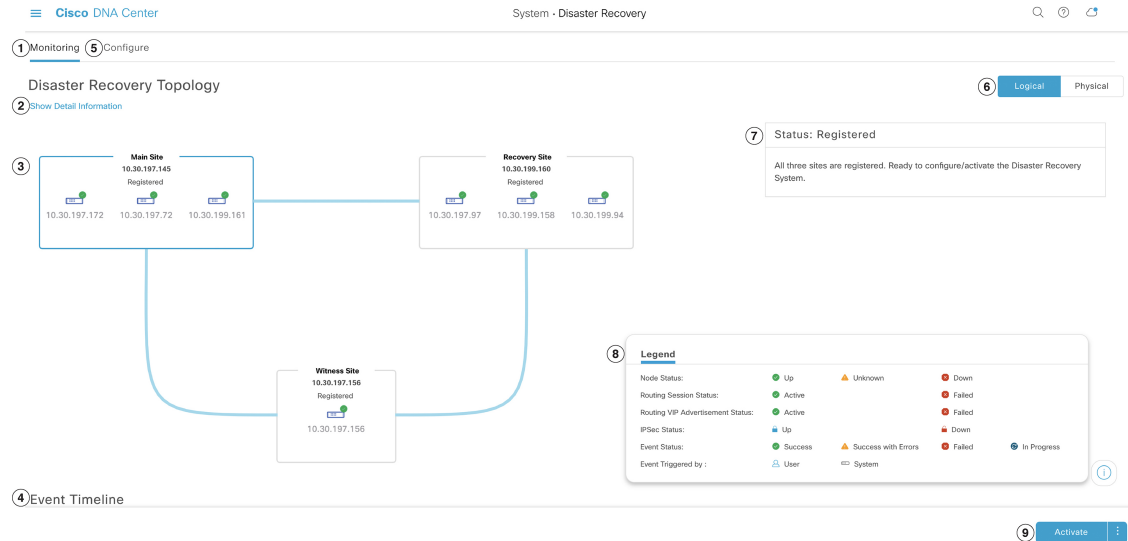 Cisco DNA Center
System · Disaster Recovery
1 Monitoring 5 Configure
Disaster Recovery Topology
6 Logical Physical
2 Show Detail Information
7 Status: Registered
All three sites are registered. Ready to configure/activate the Disaster Recovery
System.
3
Main Site
10.30.197.145
Registered
10.30.197.172 10.30.197.72 10.30.199.161
Recovery Site
10.30.199.160
Registered
10.30.197.97 10.30.199.158 10.30.199.94
Witness Site
10.30.197.156
Registered
10.30.197.156
8 Legend
Node Status: Up Unknown Down
Routing Session Status: Active Failed
Routing VIP Advertisement Status: Active Failed
IPSec Status: Up Down
Event Status: Success Success with Errors Failed In Progress
Event Triggered by : User System
4 Event Timeline
9 Activate